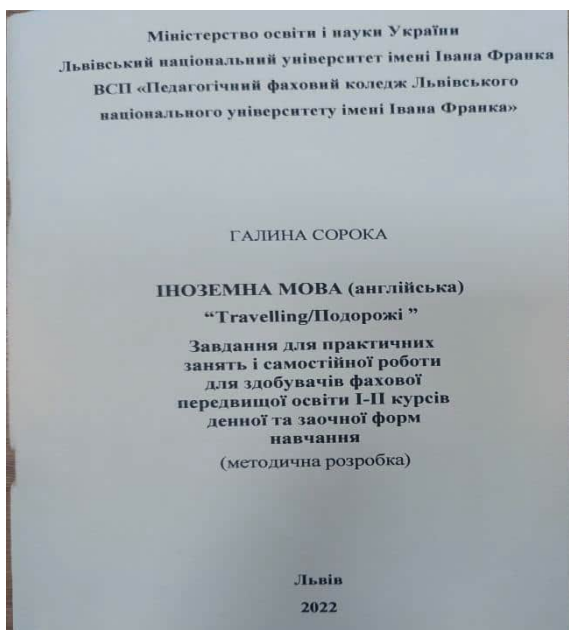 Міністерство освіти і науки України
Львівський національний університет імені Івана Франка
ВСП «Педагогічний фаховий коледж Львівського
національного університету імені Івана Франка»
ГАЛИНА СОРОКА
ІНОЗЕМНА МОВА (англійська)
“Travelling/Подорожі ”
Завдання для практичних
занять і самостійної роботи
для здобувачів фахової
передвищої освіти І-ІІ курсів
денної та заочної форм
навчання
(методична розробка)
Львів
2022